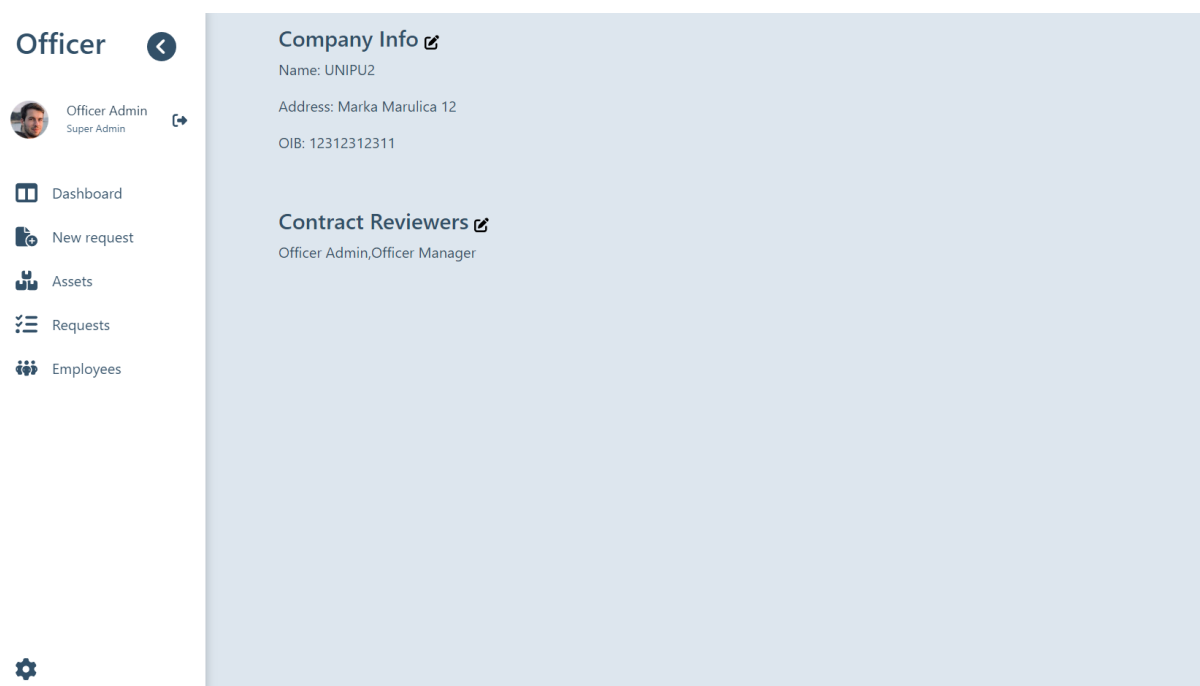 Officer
Officer Admin
Super Admin
Dashboard
New request
Assets
Requests
Employees
Company Info
Name: UNIPU2
Address: Marka Marulica 12
OIB: 12312312311
Contract Reviewers
Officer Admin,Officer Manager